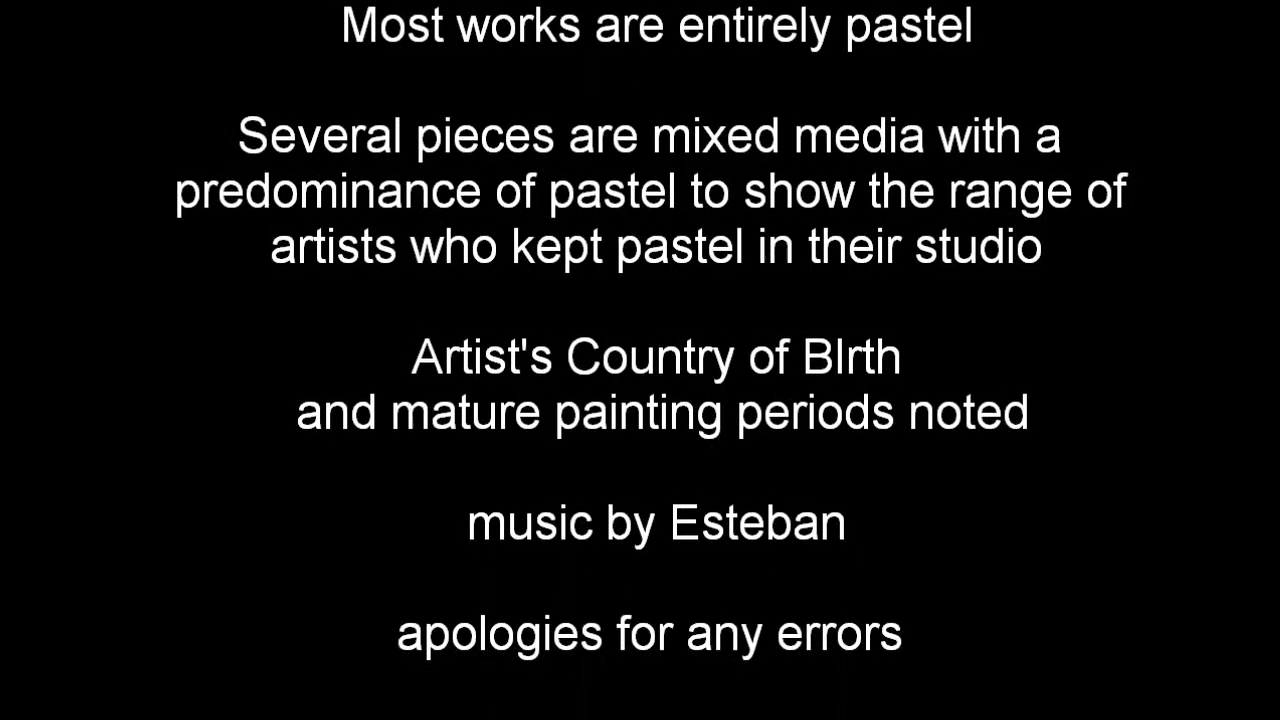 Most works are entirely pastel
Several pieces are mixed media with a
predominance of pastel to show the range of
artists who kept pastel in their studio
Artist's Country of BIrth
and mature painting periods noted
music by Esteban
apologies for any errors